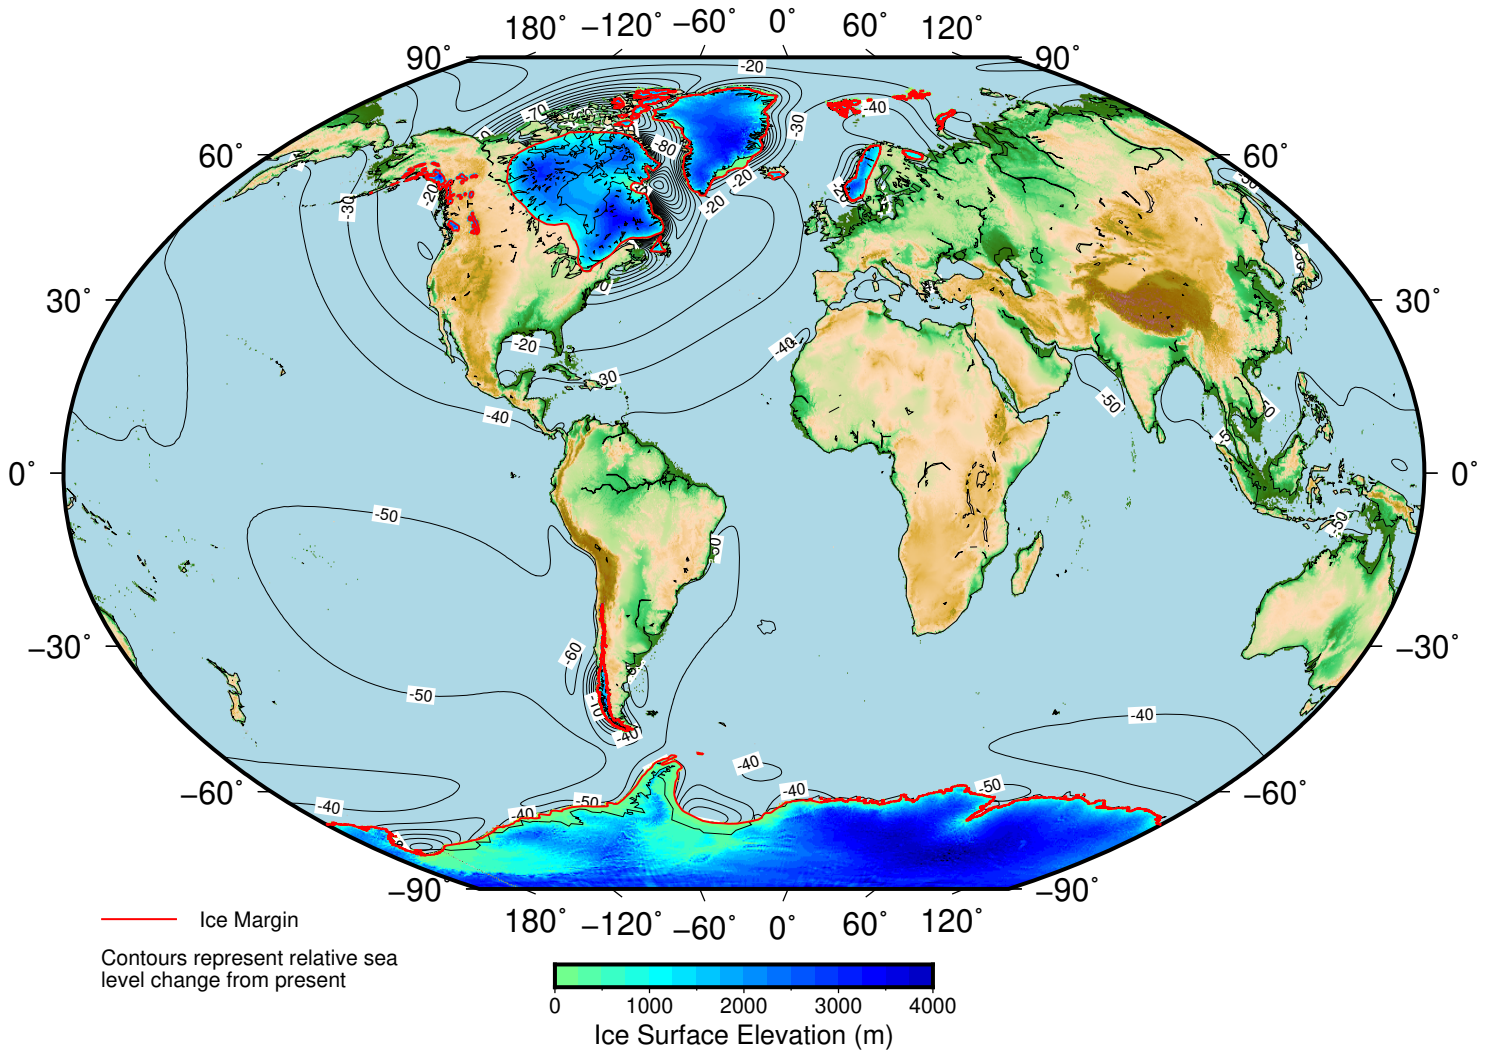 180° −120° −60° 0° 60° 120°
90° 90°
-20
-70 -40
-30
-80
60° 60°
-20 -20 -50
-30 -20
30° 30°
-20 -40
-30 -50
-40
0° 0°
-50 -50
-60
−30° −30°
-50 -40
-40
-40
−60° −60°
-40 -50 -40 -50
-40
−90° −90°
180° −120° −60° 0° 60° 120°
Ice Margin
Contours represent relative sea
level change from present
0 1000 2000 3000 4000
Ice Surface Elevation (m)